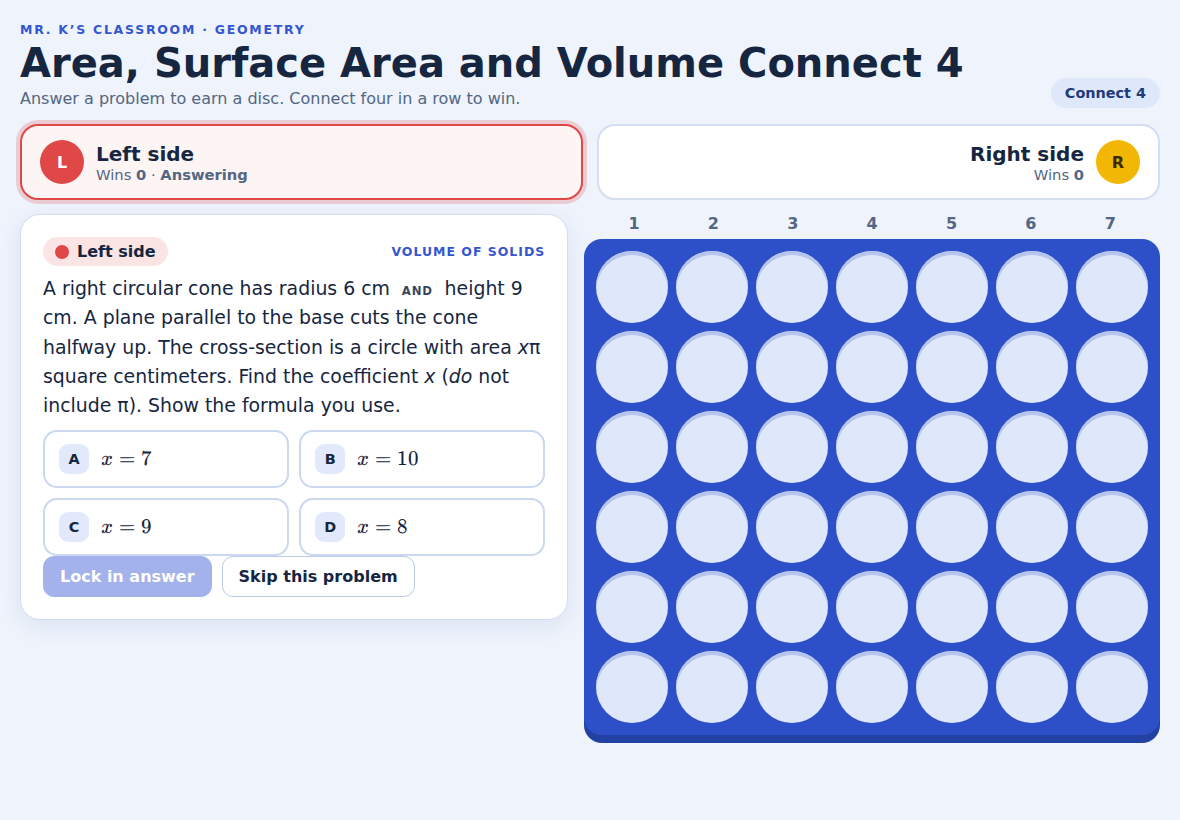 MR. K’S CLASSROOM · GEOMETRY
Area, Surface Area and Volume Connect 4
Answer a problem to earn a disc. Connect four in a row to win.
Connect 4
L
Left side
Wins 0 · Answering
Right side
Wins 0
R
Left side
VOLUME OF SOLIDS
A right circular cone has radius 6 cm AND height 9
cm. A plane parallel to the base cuts the cone
halfway up. The cross-section is a circle with area xπ
square centimeters. Find the coefficient x (do not
include π). Show the formula you use.
A x = 7
B x = 10
C x = 9
D x = 8
Lock in answer
Skip this problem
1 2 3 4 5 6 7